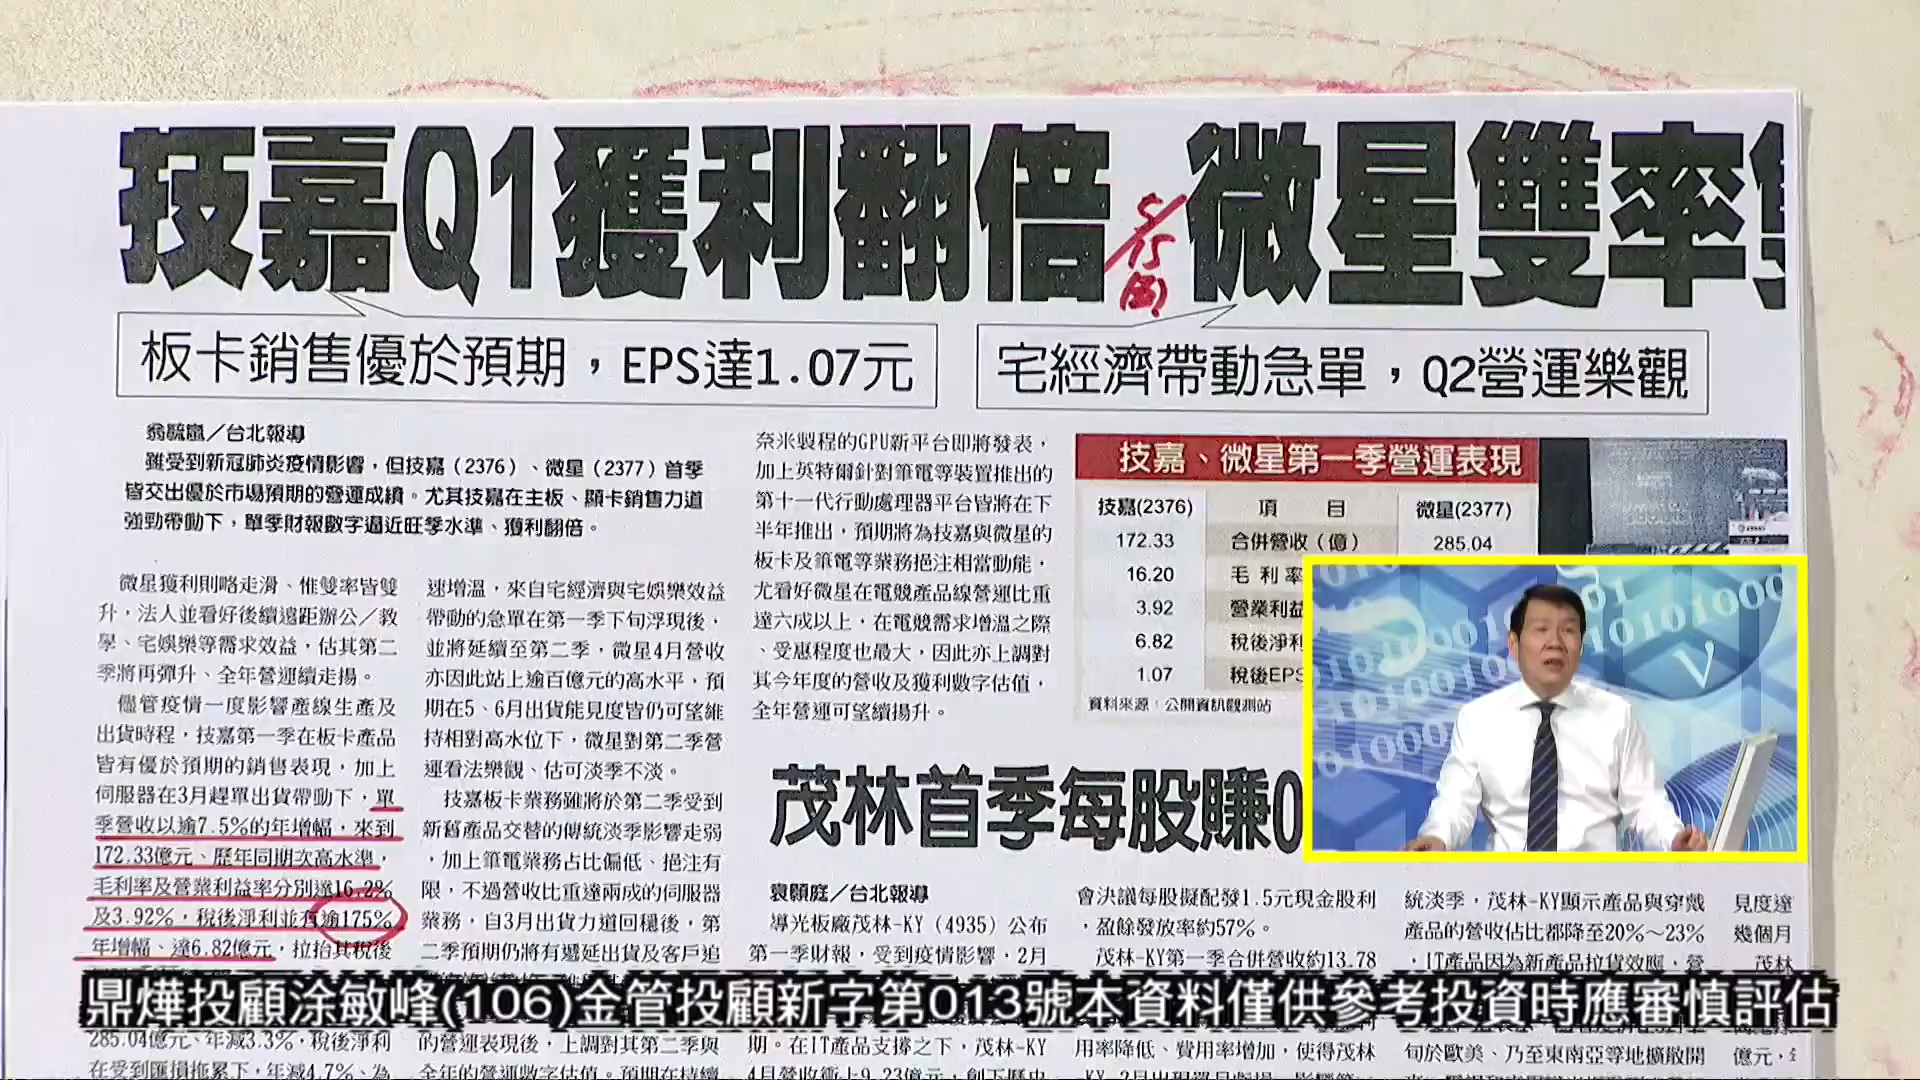 技嘉Q1獲利翻倍 微星雙率
5/15
板卡銷售優於預期，EPS達1.07元
宅經濟帶動急單，Q2營運樂觀
翁毓嵐／台北報導
雖受到新冠肺炎疫情影響，但技嘉（2376）、微星（2377）首季
皆交出優於市場預期的營運成績。尤其技嘉在主板、顯卡銷售力道
強勁帶動下，單季財報數字逼近旺季水準、獲利翻倍。
微星獲利則略走滑、惟雙率皆雙
升，法人並看好後續遠距辦公／教
學、宅娛樂等需求效益，估其第二
季將再彈升、全年營運續走揚。
儘管疫情一度影響產線生產及
出貨時程，技嘉第一季在板卡產品
皆有優於預期的銷售表現，加上
伺服器在3月趕單出貨帶動下，單
季營收以逾7.5%的年增幅，來到
172.33億元、歷年同期次高水準，
毛利率及營業利益率分別達16.2%
及3.92%，稅後淨利並有逾175%
年增幅、達6.82億元，拉抬其稅後
285.04億元、年減3.3%，稅後淨利
在受到匯損拖累下，年減4.7%、為
速增溫，來自宅經濟與宅娛樂效益
帶動的急單在第一季下旬浮現後，
並將延續至第二季，微星4月營收
亦因此站上逾百億元的高水平，預
期在5、6月出貨能見度皆仍可望維
持相對高水位下，微星對第二季營
運看法樂觀、估可淡季不淡。
技嘉板卡業務雖將於第二季受到
新舊產品交替的傳統淡季影響走弱
，加上筆電業務占比偏低、挹注有
限，不過營收比重達兩成的伺服器
業務，自3月出貨力道回穩後，第
二季預期仍將有遞延出貨及客戶追
的營運表現後，上調對其第二季與
全年的營運數字估值。預期在持續
奈米製程的GPU新平台即將發表，
加上英特爾針對筆電等裝置推出的
第十一代行動處理器平台皆將在下
半年推出，預期將為技嘉與微星的
板卡及筆電等業務挹注相當動能，
尤看好微星在電競產品線營運比重
達六成以上，在電競需求增溫之際
、受惠程度也最大，因此亦上調對
其今年度的營收及獲利數字估值，
全年營運可望續揚升。
技嘉、微星第一季營運表現
技嘉(2376) 項 目 微星(2377)
172.33 合併營收（億） 285.04
16.20 毛 利 率
3.92 營業利益
6.82 稅後淨利
1.07 稅後EPS
資料來源：公開資訊觀測站
茂林首季每股賺0
袁顥庭／台北報導
導光板廠茂林-KY（4935）公布
第一季財報，受到疫情影響，2月
期。在IT產品支撐之下，茂林-KY
4月營收衝上9.23億元，創下歷史
會決議每股擬配發1.5元現金股利
，盈餘發放率約57%。
茂林-KY第一季合併營收約13.78
用率降低、費用率增加，使得茂林
統淡季，茂林-KY顯示產品與穿戴
產品的營收佔比都降至20%～23%
，IT產品因為新產品拉貨效應，營
旬於歐美、乃至東南亞等地擴散開
見度達
幾個月
茂林
億元，
鼎燁投顧涂敏峰(106)金管投顧新字第013號本資料僅供參考投資時應審慎評估